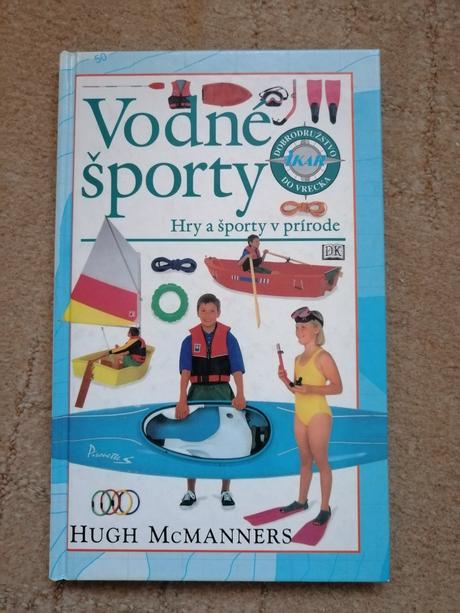 50
Vodné
športy
DOBRODRUŽSTVO
IKAR
DO VRECKA
Hry a športy v prírode
DK
HUGH MCMANNERS